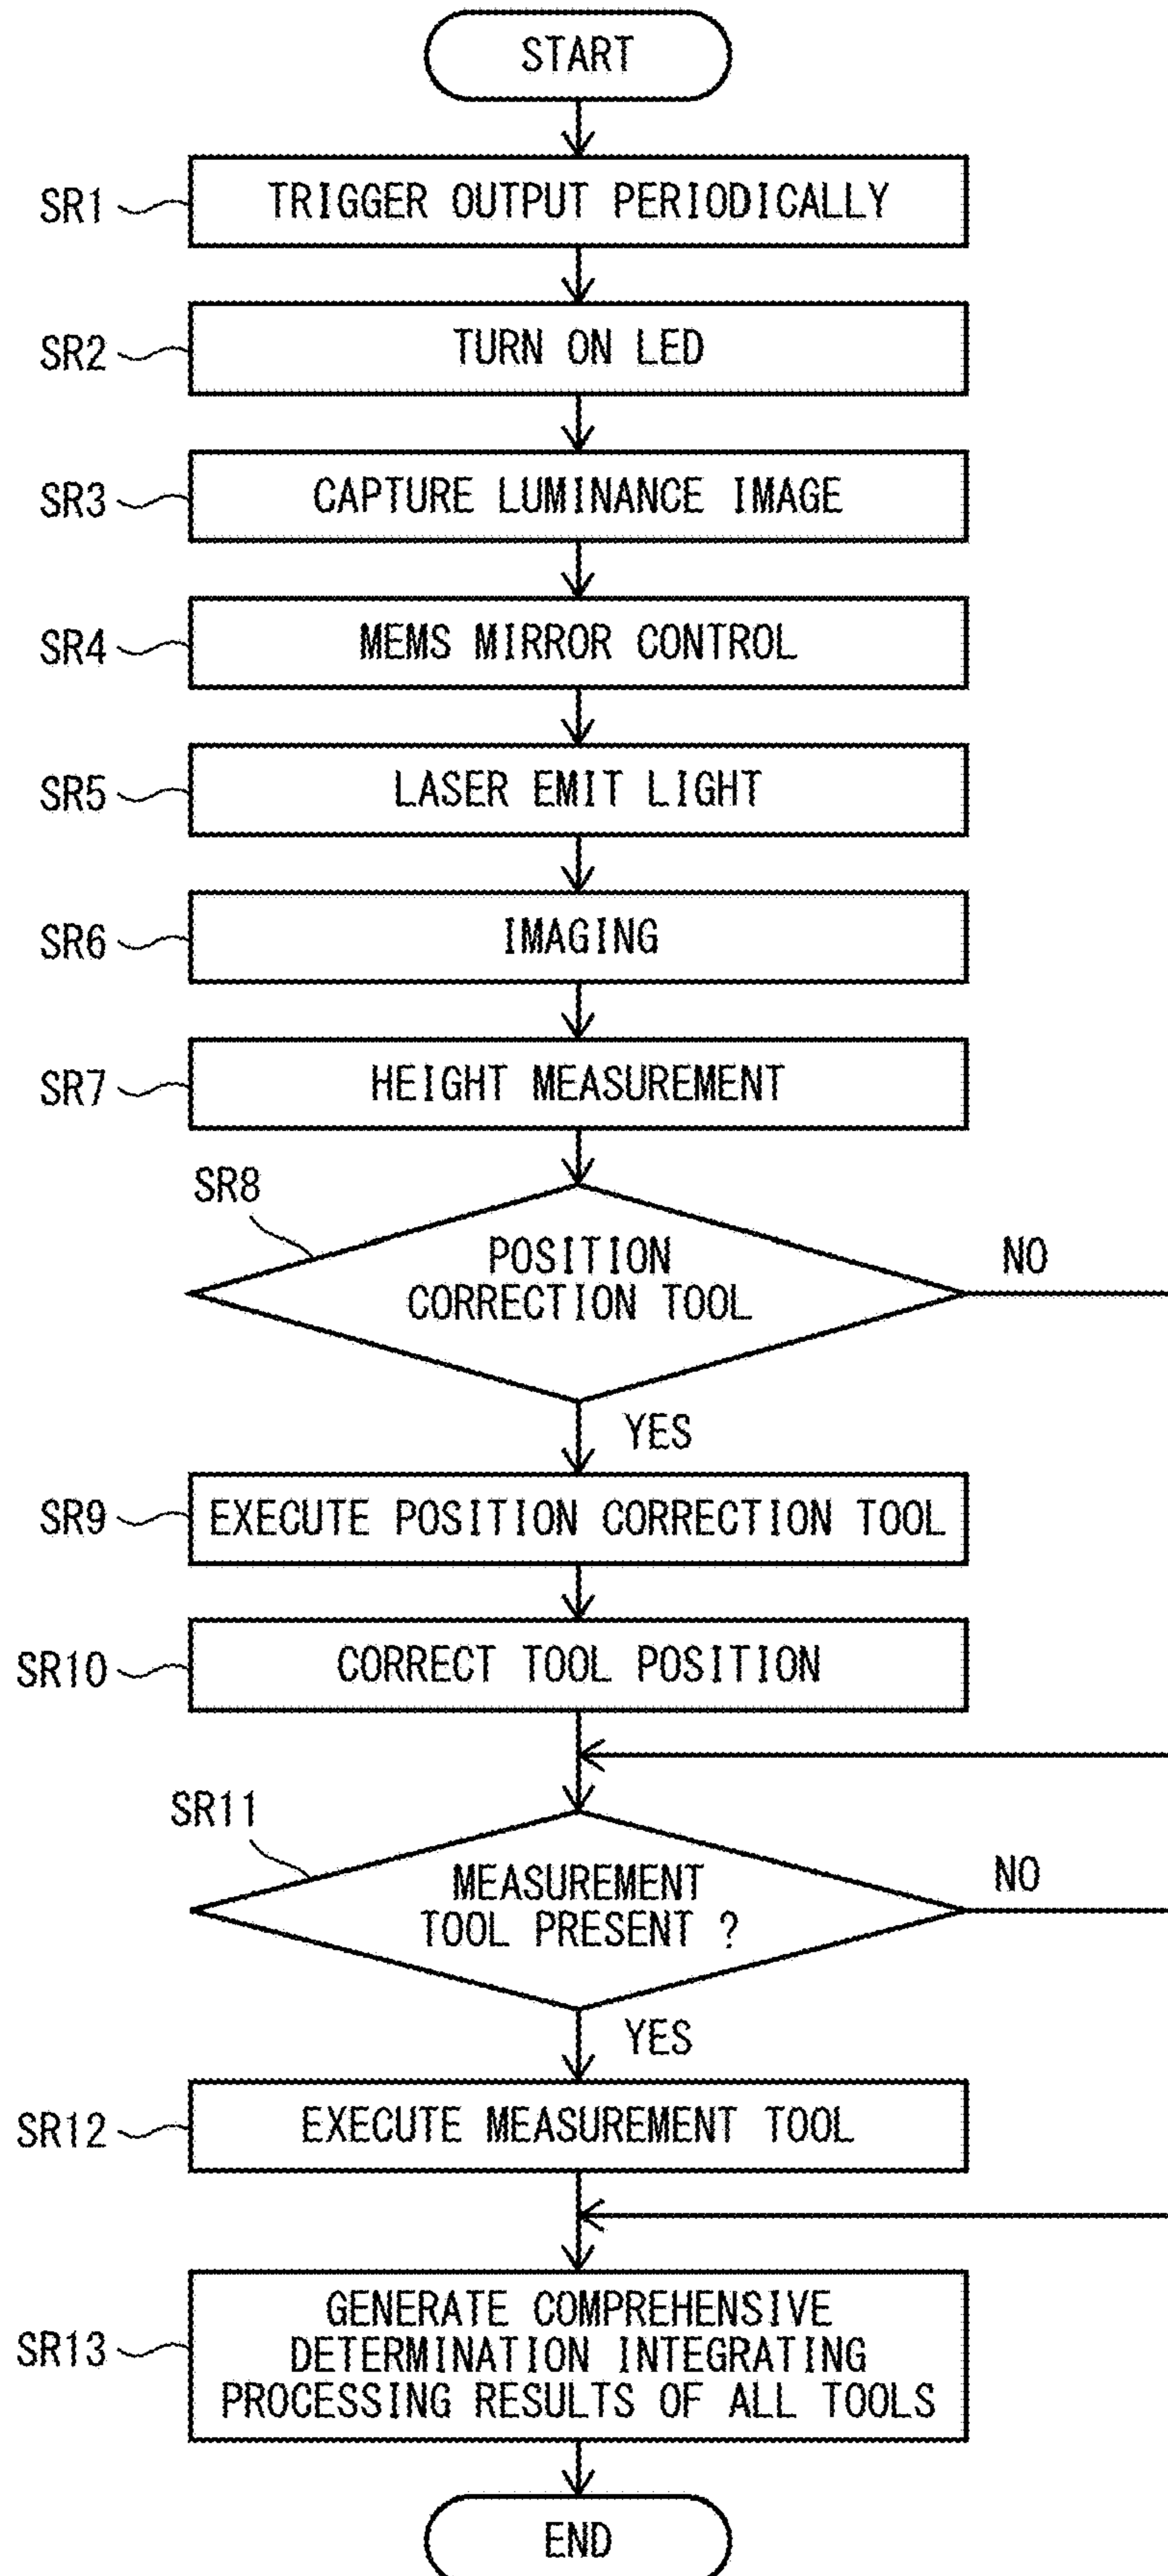 START
SR1
TRIGGER OUTPUT PERIODICALLY
SR2
TURN ON LED
SR3
CAPTURE LUMINANCE IMAGE
SR4
MEMS MIRROR CONTROL
SR5
LASER EMIT LIGHT
SR6
IMAGING
SR7
HEIGHT MEASUREMENT
SR8
POSITION
CORRECTION TOOL
NO
YES
SR9
EXECUTE POSITION CORRECTION TOOL
SR10
CORRECT TOOL POSITION
SR11
MEASUREMENT
TOOL PRESENT ?
NO
YES
SR12
EXECUTE MEASUREMENT TOOL
SR13
GENERATE COMPREHENSIVE
DETERMINATION INTEGRATING
PROCESSING RESULTS OF ALL TOOLS
END